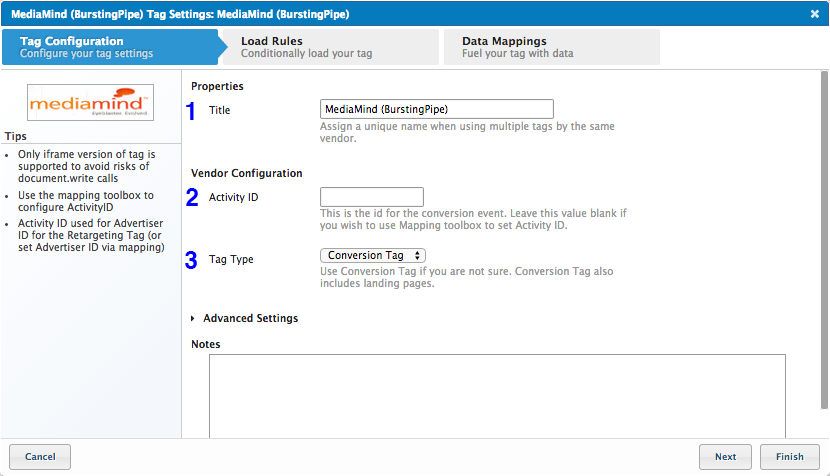 MediaMind (BurstingPipe) Tag Settings: MediaMind (BurstingPipe)
Tag Configuration
Configure your tag settings
Load Rules
Conditionally load your tag
Data Mappings
Fuel your tag with data
mediamind™
Eyeblaster. Evolved
Tips
• Only iframe version of tag is
supported to avoid risks of
document.write calls
• Use the mapping toolbox to
configure ActivityID
• Activity ID used for Advertiser
ID for the Retargeting Tag (or
set Advertiser ID via mapping)
Properties
1 Title MediaMind (BurstingPipe)
Assign a unique name when using multiple tags by the same
vendor.
Vendor Configuration
2 Activity ID
This is the id for the conversion event. Leave this value blank if
you wish to use Mapping toolbox to set Activity ID.
3 Tag Type Conversion Tag
Use Conversion Tag if you are not sure. Conversion Tag also
includes landing pages.
Advanced Settings
Notes
Cancel Next Finish